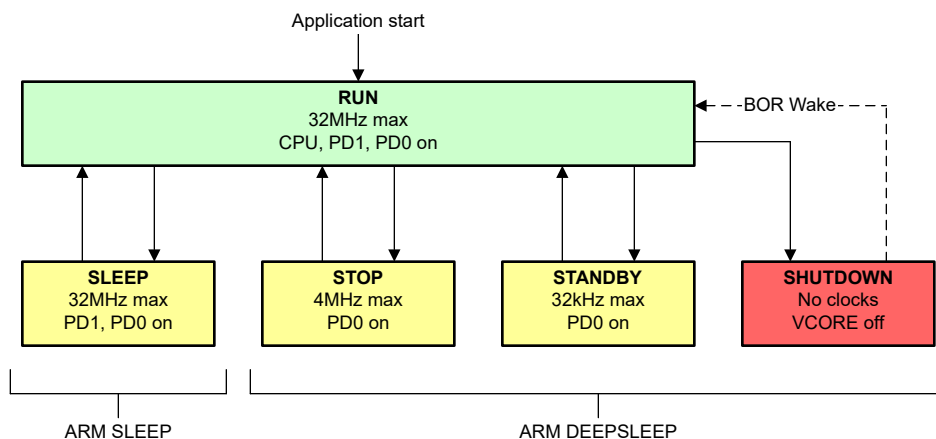 Application start
RUN
32MHz max
CPU, PD1, PD0 on
BOR Wake
SLEEP
32MHz max
PD1, PD0 on
STOP
4MHz max
PD0 on
STANDBY
32kHz max
PD0 on
SHUTDOWN
No clocks
VCORE off
ARM SLEEP
ARM DEEPSLEEP